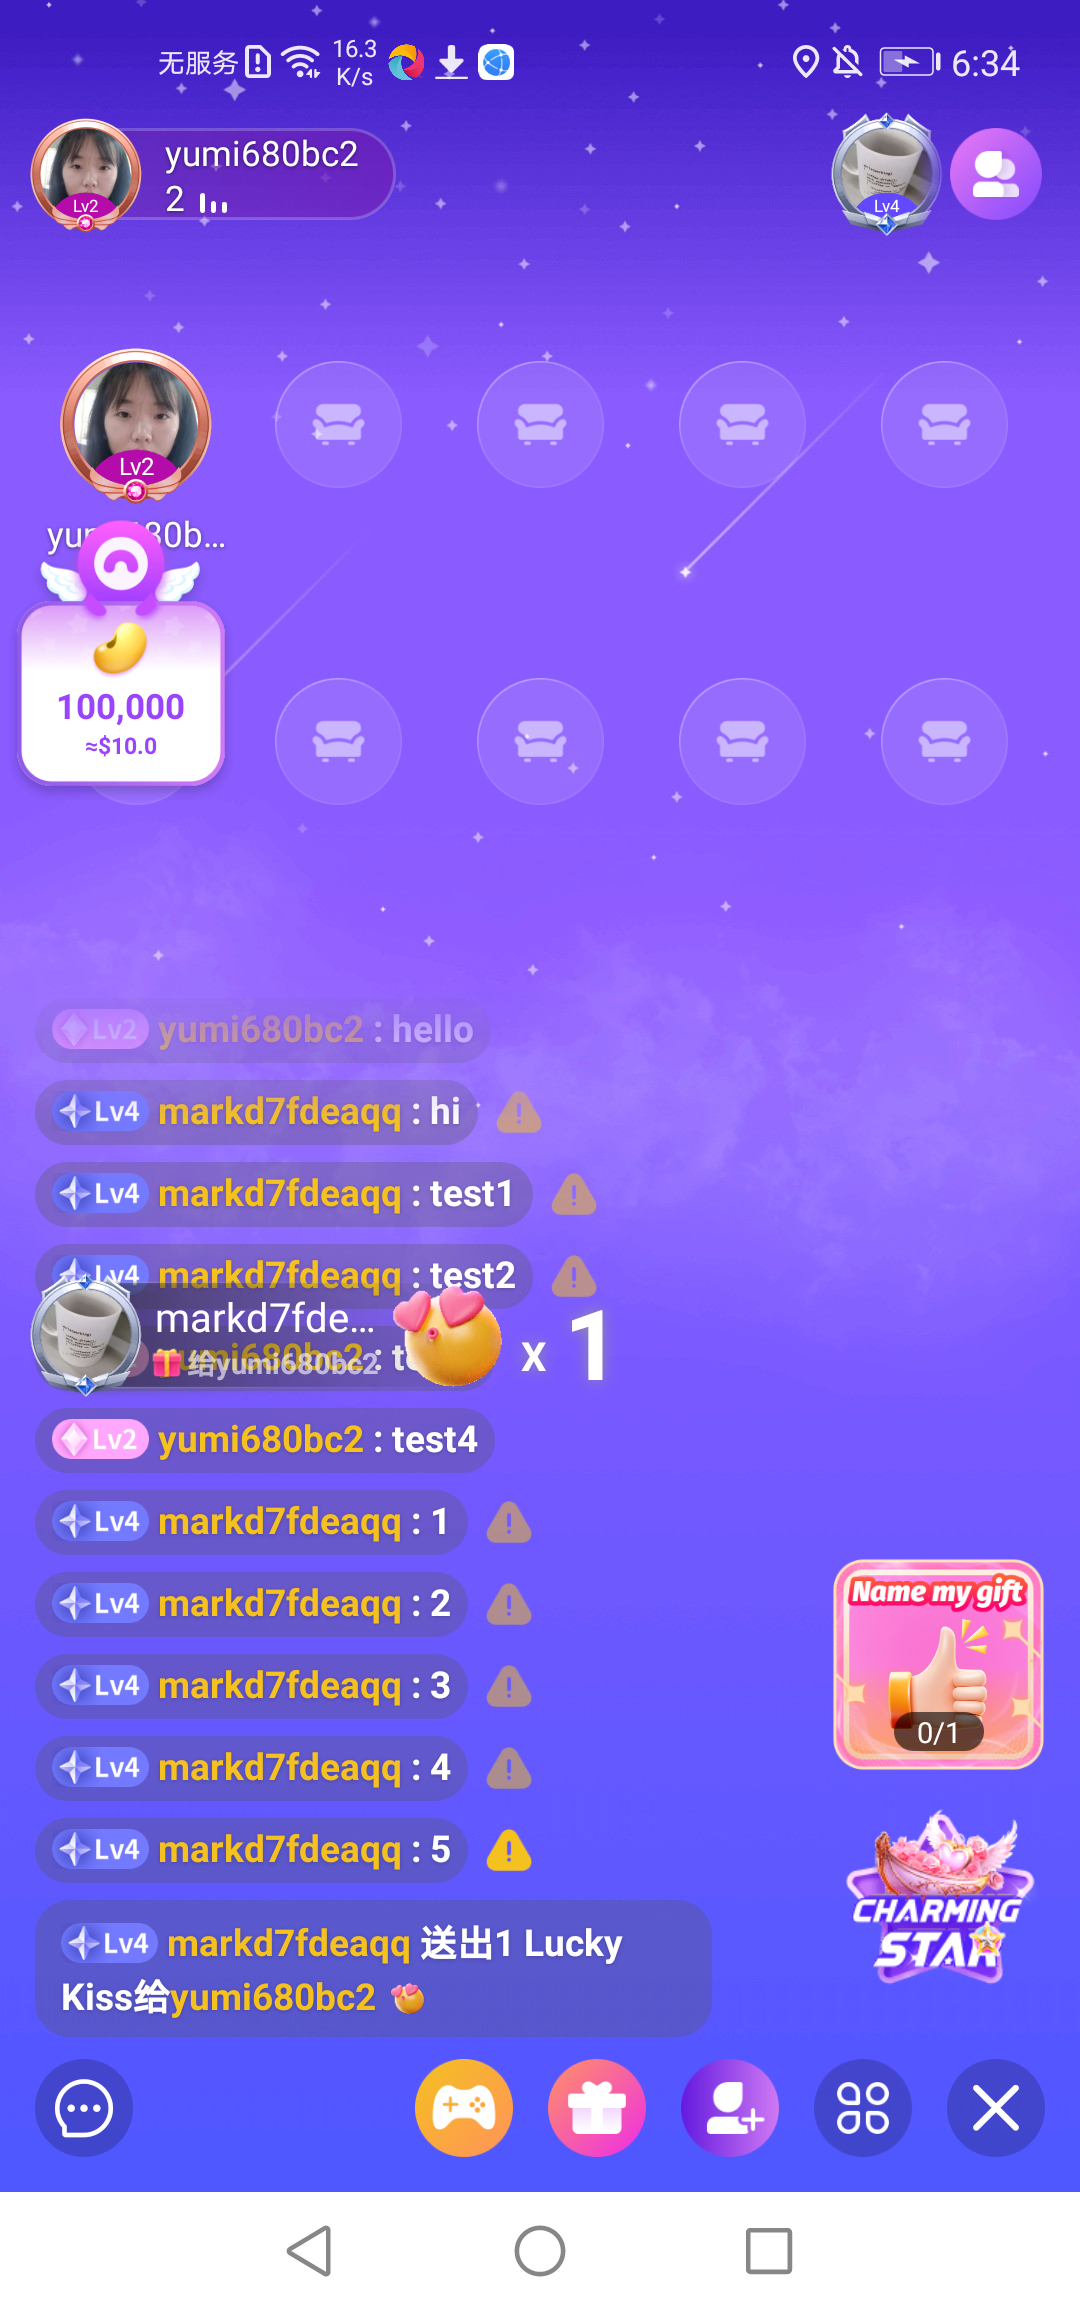 无服务 16.3 K/s 6:34
yumi680bc2
2
Lv2
Lv4
Lv2
100,000
≈$10.0
Lv2 yumi680bc2 : hello
Lv4 markd7fdeaqq : hi
Lv4 markd7fdeaqq : test1
Lv4 markd7fdeaqq : test2
markd7fde...
给yumi680bc2
x 1
Lv2 yumi680bc2 : test4
Lv4 markd7fdeaqq : 1
Lv4 markd7fdeaqq : 2
Lv4 markd7fdeaqq : 3
Lv4 markd7fdeaqq : 4
Lv4 markd7fdeaqq : 5
Name my gift
0/1
CHARMING
STAR
Lv4 markd7fdeaqq 送出1 Lucky
Kiss给yumi680bc2